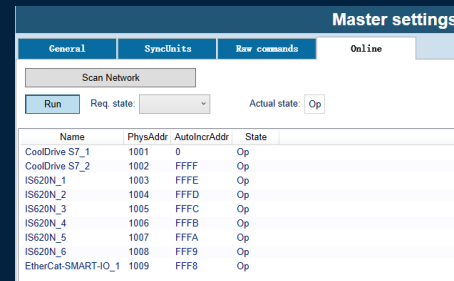 Master settings
General SyncUnits Raw commands Online
Scan Network
Run Req. state: Actual state: Op
Name PhysAddr AutoIncrAddr State
CoolDrive S7_1 1001 0 Op
CoolDrive S7_2 1002 FFFF Op
IS620N_1 1003 FFFE Op
IS620N_2 1004 FFFD Op
IS620N_3 1005 FFFC Op
IS620N_4 1006 FFFB Op
IS620N_5 1007 FFFA Op
IS620N_6 1008 FFF9 Op
EtherCat-SMART-IO_1 1009 FFF8 Op